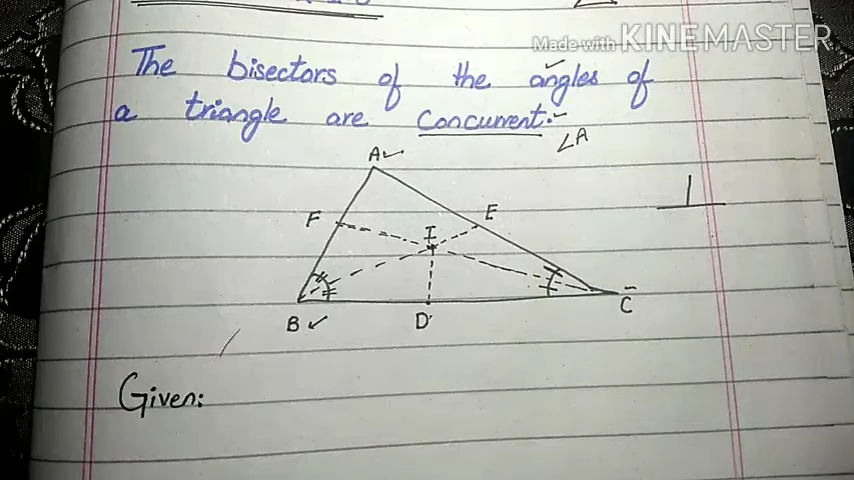 Made with KINEMASTER
The bisectors of the angles of
a triangle are concurrent.
∠A
A
F
E
I
B
D
C
Given: